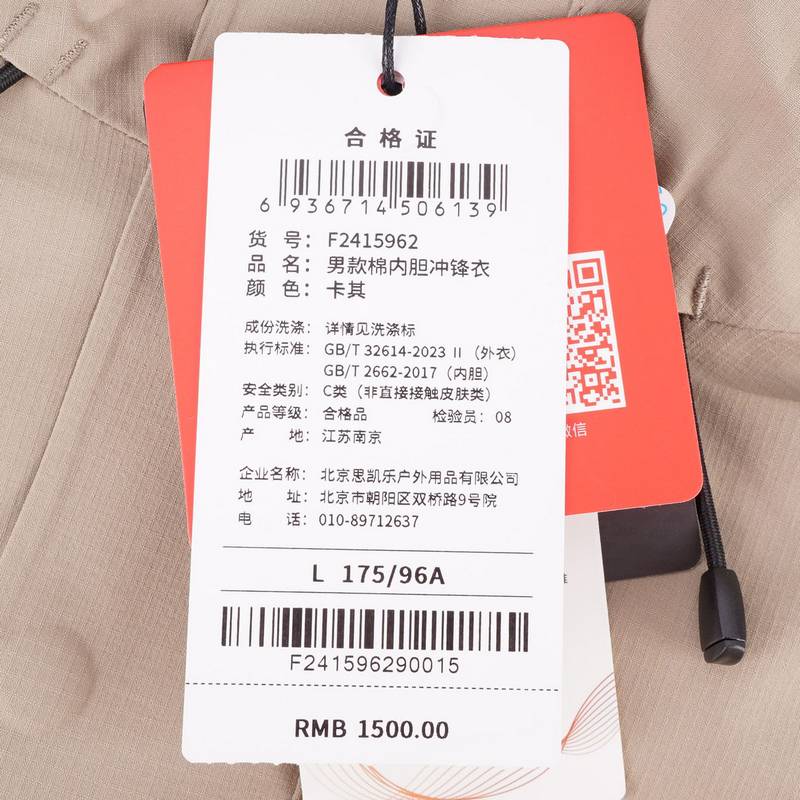 合格证
6 936714 506139
货 号：F2415962
品 名：男款棉内胆冲锋衣
颜 色：卡其
成份洗涤：详情见洗涤标
执行标准：GB/T 32614-2023 II（外衣）
GB/T 2662-2017（内胆）
安全类别：C类（非直接接触皮肤类）
产品等级：合格品 检验员：08
产 地：江苏南京
企业名称：北京思凯乐户外用品有限公司
地 址：北京市朝阳区双桥路9号院
电 话：010-89712637
L 175/96A
F241596290015
RMB 1500.00
微信